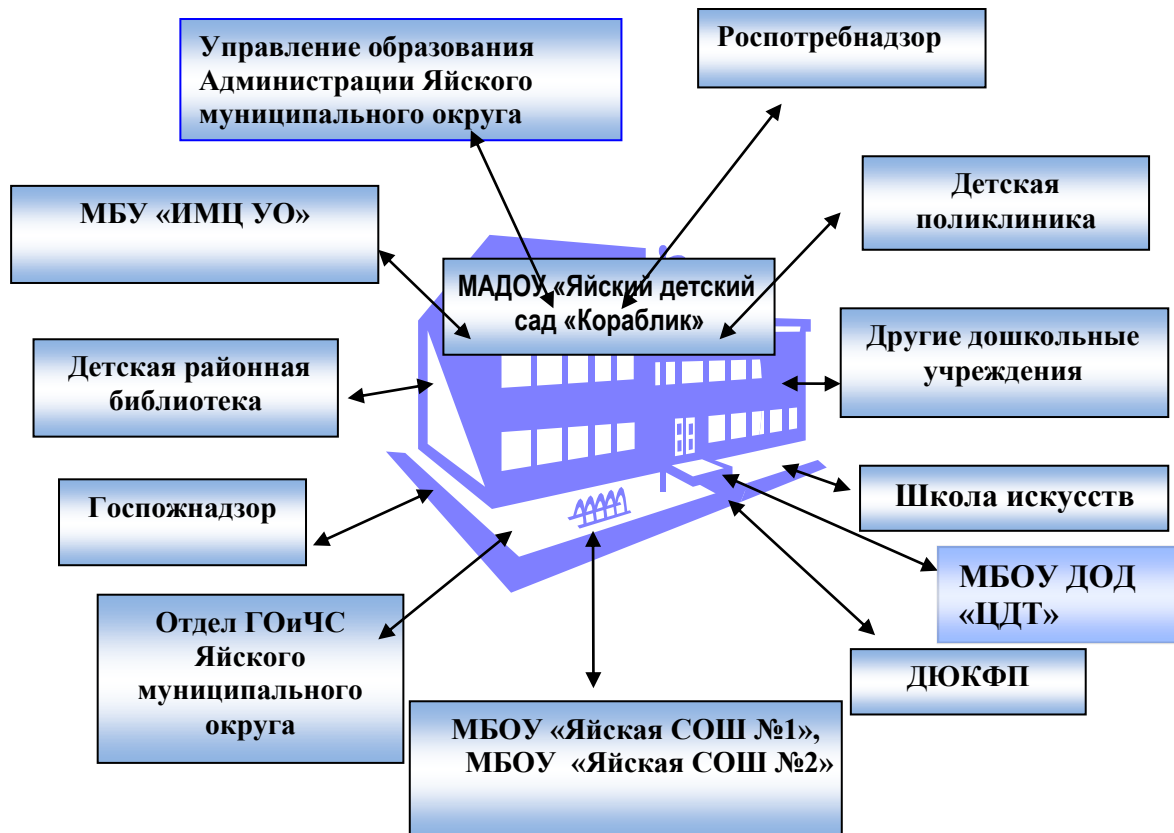 Управление образования
Администрации Яйского
муниципального округа
Роспотребнадзор
МБУ «ИМЦ УО»
Детская
поликлиника
МАДОУ «Яйский детский
сад «Кораблик»
Детская районная
библиотека
Другие дошкольные
учреждения
Госпожнадзор
Школа искусств
Отдел ГОиЧС
Яйского
муниципального
округа
МБОУ ДОД
«ЦДТ»
ДЮКФП
МБОУ «Яйская СОШ №1»,
МБОУ «Яйская СОШ №2»